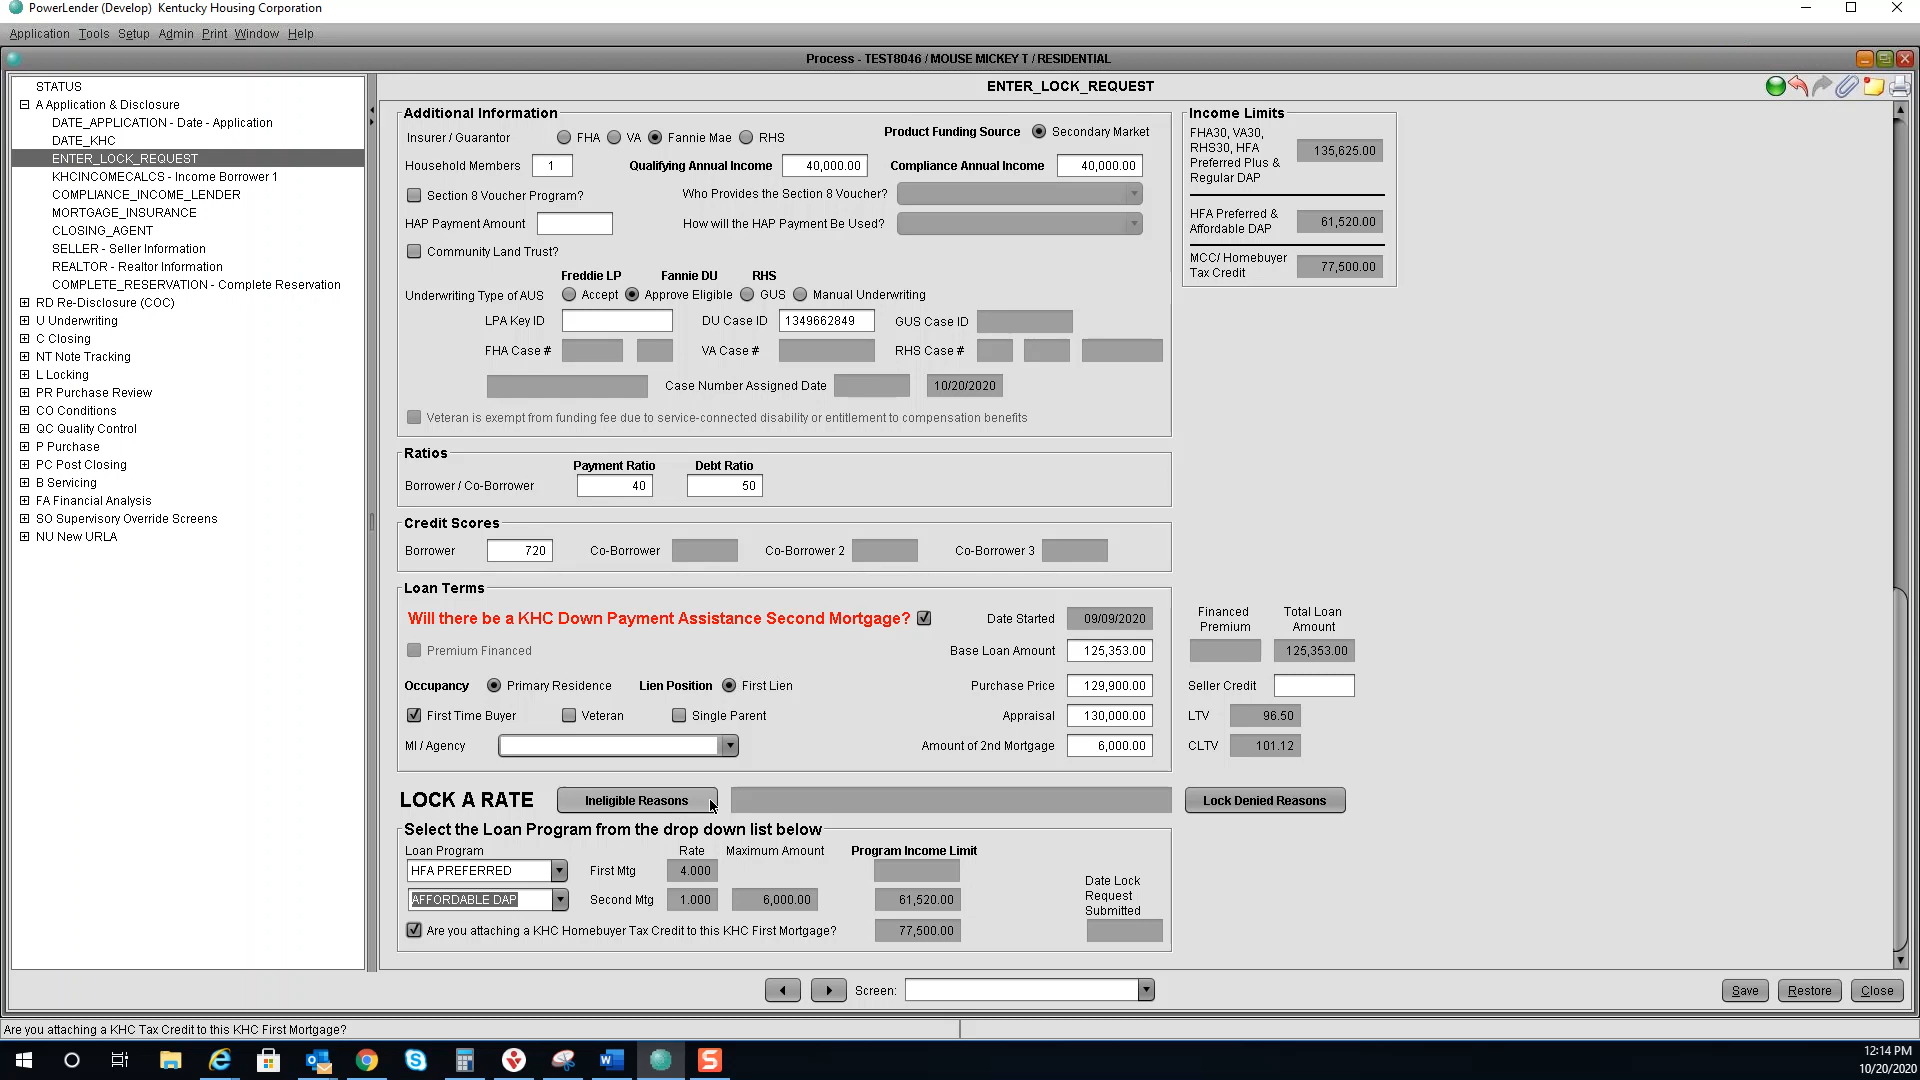 PowerLender (Develop) Kentucky Housing Corporation
Application Tools Setup Admin Print Window Help
Process - TEST8046 / MOUSE MICKEY T / RESIDENTIAL
STATUS
A Application & Disclosure
DATE_APPLICATION - Date - Application
DATE_KHC
ENTER_LOCK_REQUEST
KHCINCOMECALCS - Income Borrower 1
COMPLIANCE_INCOME_LENDER
MORTGAGE_INSURANCE
CLOSING_AGENT
SELLER - Seller Information
REALTOR - Realtor Information
COMPLETE_RESERVATION - Complete Reservation
RD Re-Disclosure (COC)
U Underwriting
C Closing
NT Note Tracking
L Locking
PR Purchase Review
CO Conditions
QC Quality Control
P Purchase
PC Post Closing
B Servicing
FA Financial Analysis
SO Supervisory Override Screens
NU New URLA
ENTER_LOCK_REQUEST
Additional Information
Insurer / Guarantor FHA VA Fannie Mae RHS Product Funding Source Secondary Market
Household Members 1 Qualifying Annual Income 40,000.00 Compliance Annual Income 40,000.00
Section 8 Voucher Program? Who Provides the Section 8 Voucher?
HAP Payment Amount How will the HAP Payment Be Used?
Community Land Trust?
Freddie LP Fannie DU RHS
Underwriting Type of AUS Accept Approve Eligible GUS Manual Underwriting
LPA Key ID DU Case ID 1349662849 GUS Case ID
FHA Case # VA Case # RHS Case #
Case Number Assigned Date 10/20/2020
Veteran is exempt from funding fee due to service-connected disability or entitlement to compensation benefits
Income Limits
FHA30, VA30,
RHS30, HFA
Preferred Plus &
Regular DAP
135,625.00
HFA Preferred &
Affordable DAP
61,520.00
MCC/ Homebuyer
Tax Credit
77,500.00
Ratios
Payment Ratio Debt Ratio
Borrower / Co-Borrower 40 50
Credit Scores
Borrower 720 Co-Borrower Co-Borrower 2 Co-Borrower 3
Loan Terms
Will there be a KHC Down Payment Assistance Second Mortgage? Date Started 09/09/2020
Financed
Premium
Total Loan
Amount
Premium Financed Base Loan Amount 125,353.00 125,353.00
Occupancy Primary Residence Lien Position First Lien Purchase Price 129,900.00 Seller Credit
First Time Buyer Veteran Single Parent Appraisal 130,000.00 LTV 96.50
MI / Agency Amount of 2nd Mortgage 6,000.00 CLTV 101.12
LOCK A RATE Ineligible Reasons Lock Denied Reasons
Select the Loan Program from the drop down list below
Loan Program Rate Maximum Amount Program Income Limit
HFA PREFERRED First Mtg 4.000
AFFORDABLE DAP Second Mtg 1.000 6,000.00 61,520.00
Date Lock
Request
Submitted
Are you attaching a KHC Homebuyer Tax Credit to this KHC First Mortgage? 77,500.00
Screen: Save Restore Close
Are you attaching a KHC Tax Credit to this KHC First Mortgage?
12:14 PM
10/20/2020